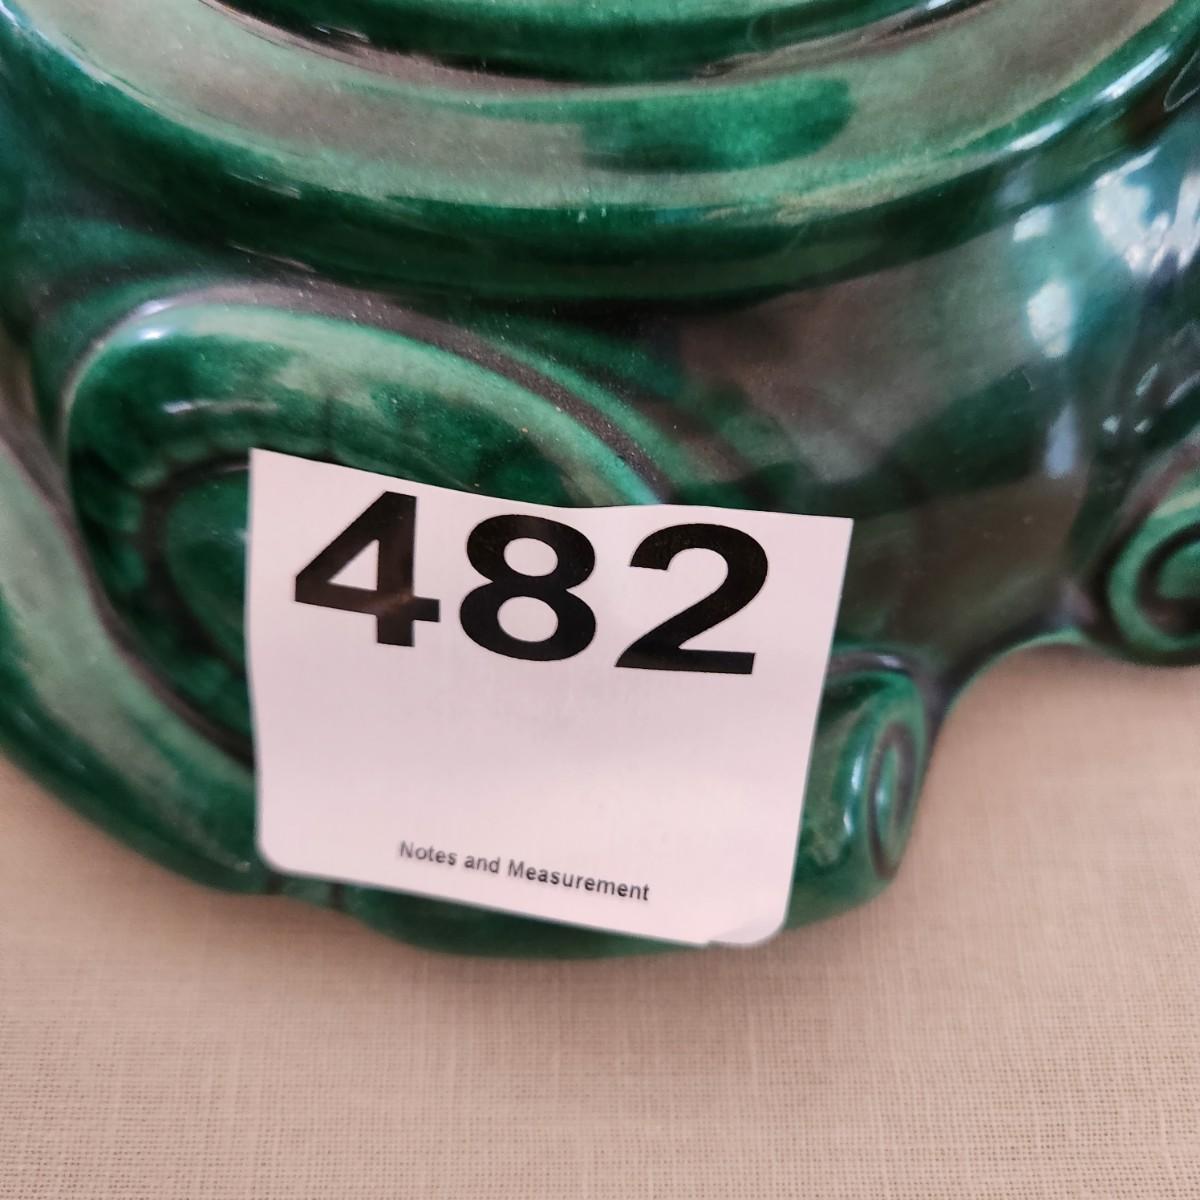 482
Notes and Measurement